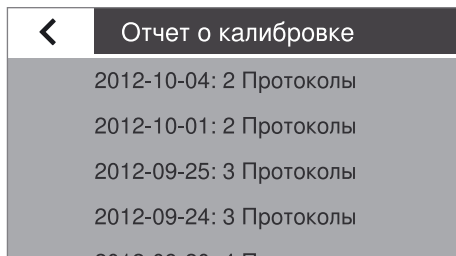 Отчет о калибровке
2012-10-04: 2 Протоколы
2012-10-01: 2 Протоколы
2012-09-25: 3 Протоколы
2012-09-24: 3 Протоколы